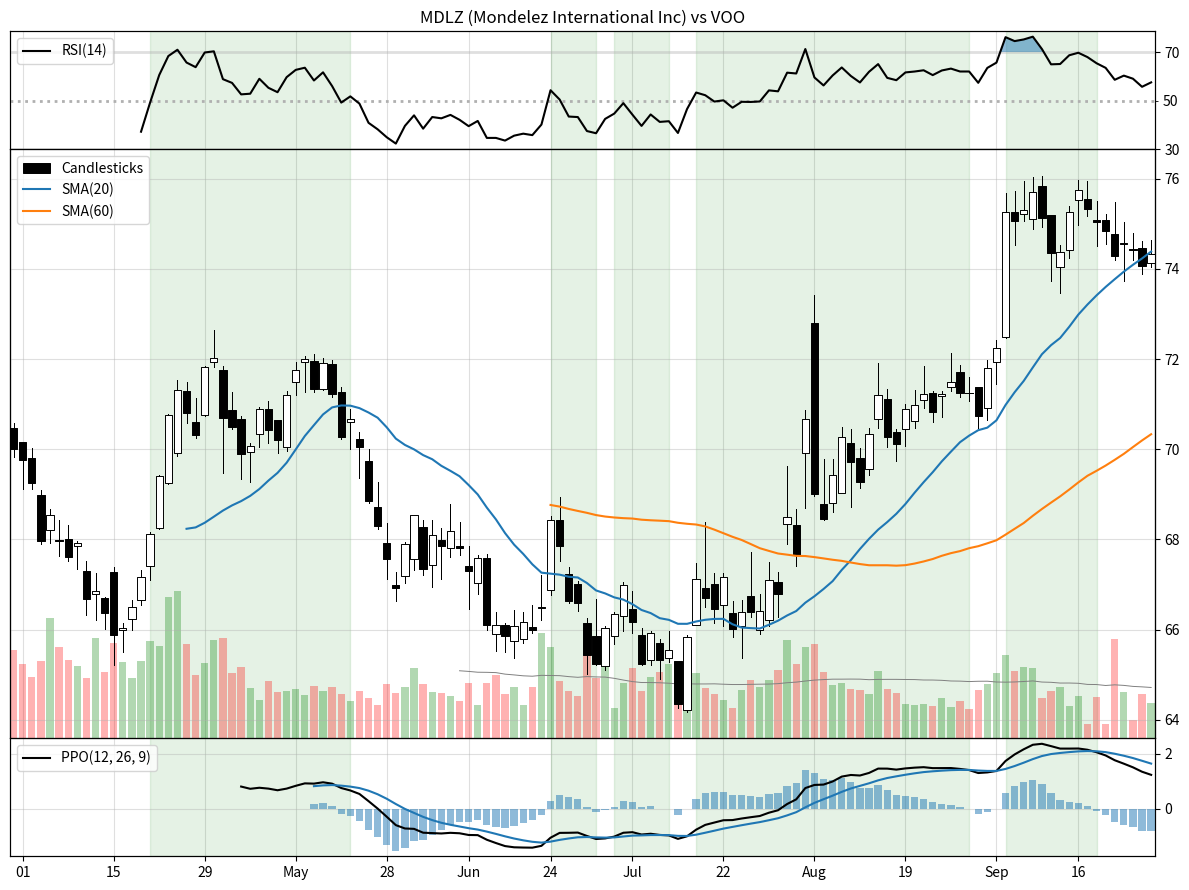 MDLZ (Mondelez International Inc) vs VOO
RSI(14)
70
50
30
Candlesticks
SMA(20)
SMA(60)
76
74
72
70
68
66
64
PPO(12, 26, 9)
2
0
01 15 29 May 28 Jun 24 Jul 22 Aug 19 Sep 16